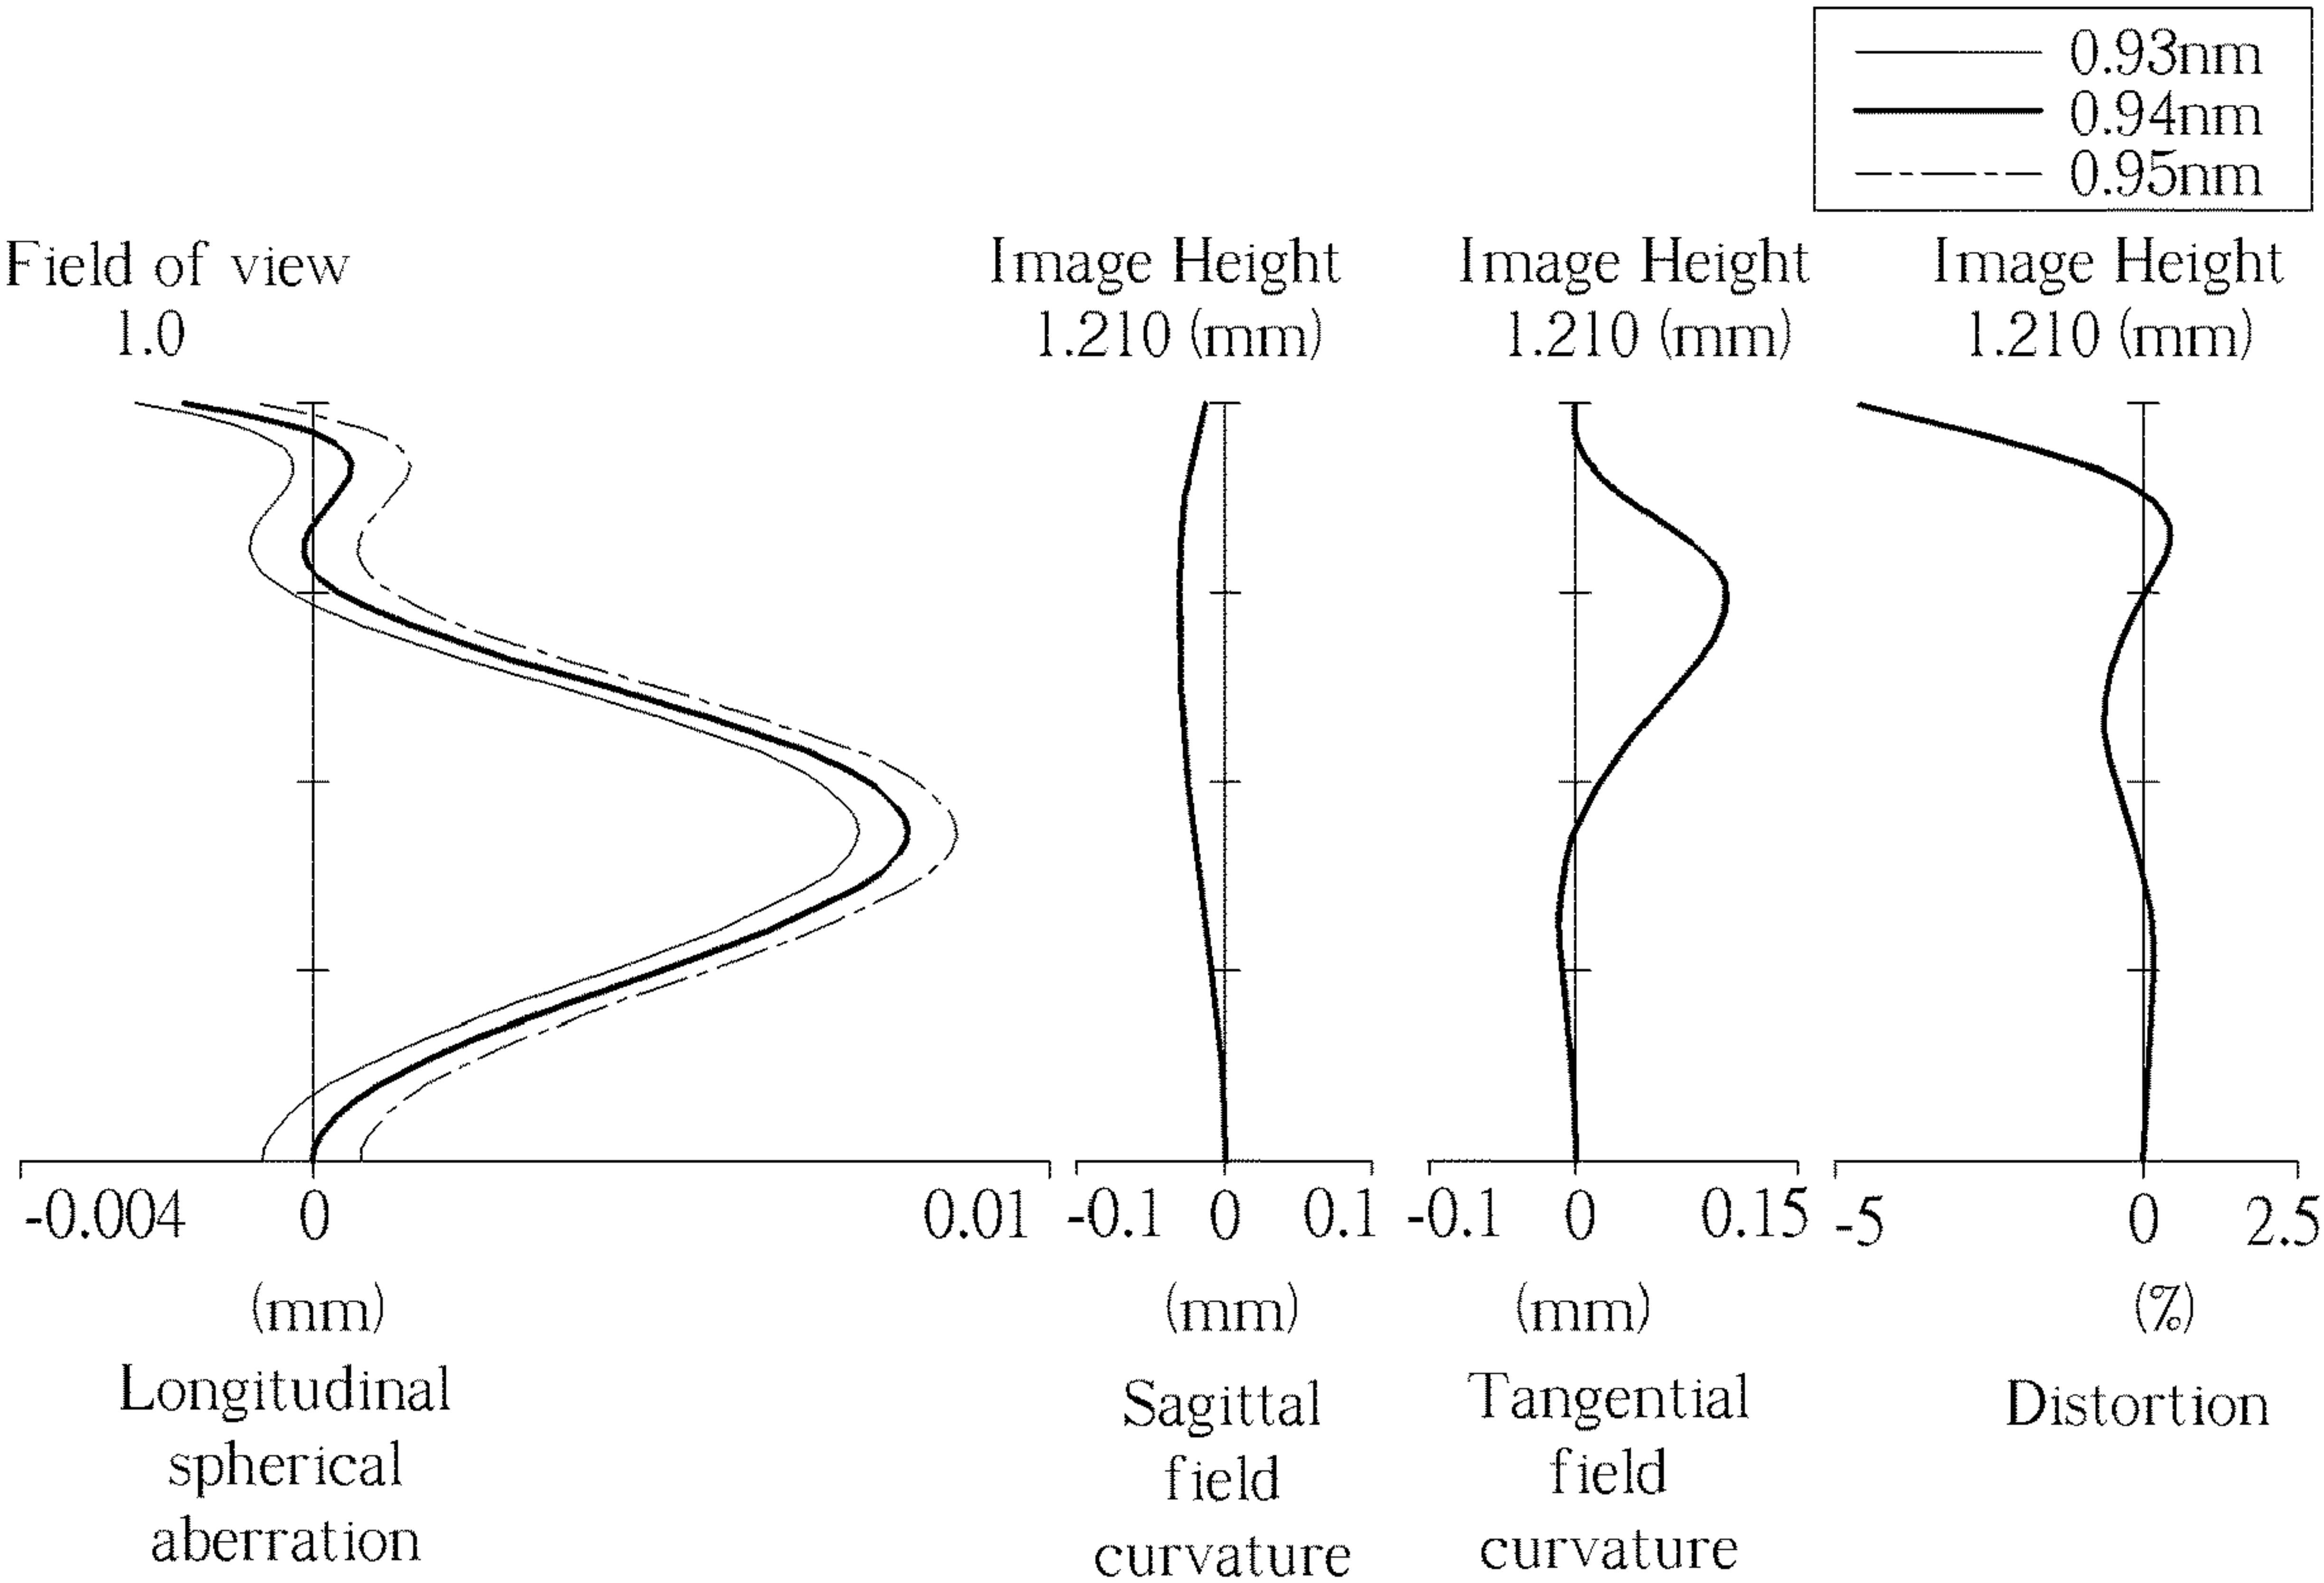 0.93nm
0.94nm
0.95nm
Field of view
1.0
Image Height
1.210 (mm)
Image Height
1.210 (mm)
Image Height
1.210 (mm)
-0.004 0 0.01
(mm)
Longitudinal
spherical
aberration
-0.1 0 0.1
(mm)
Sagittal
field
curvature
-0.1 0 0.15
(mm)
Tangential
field
curvature
-5 0 2.5
(%)
Distortion